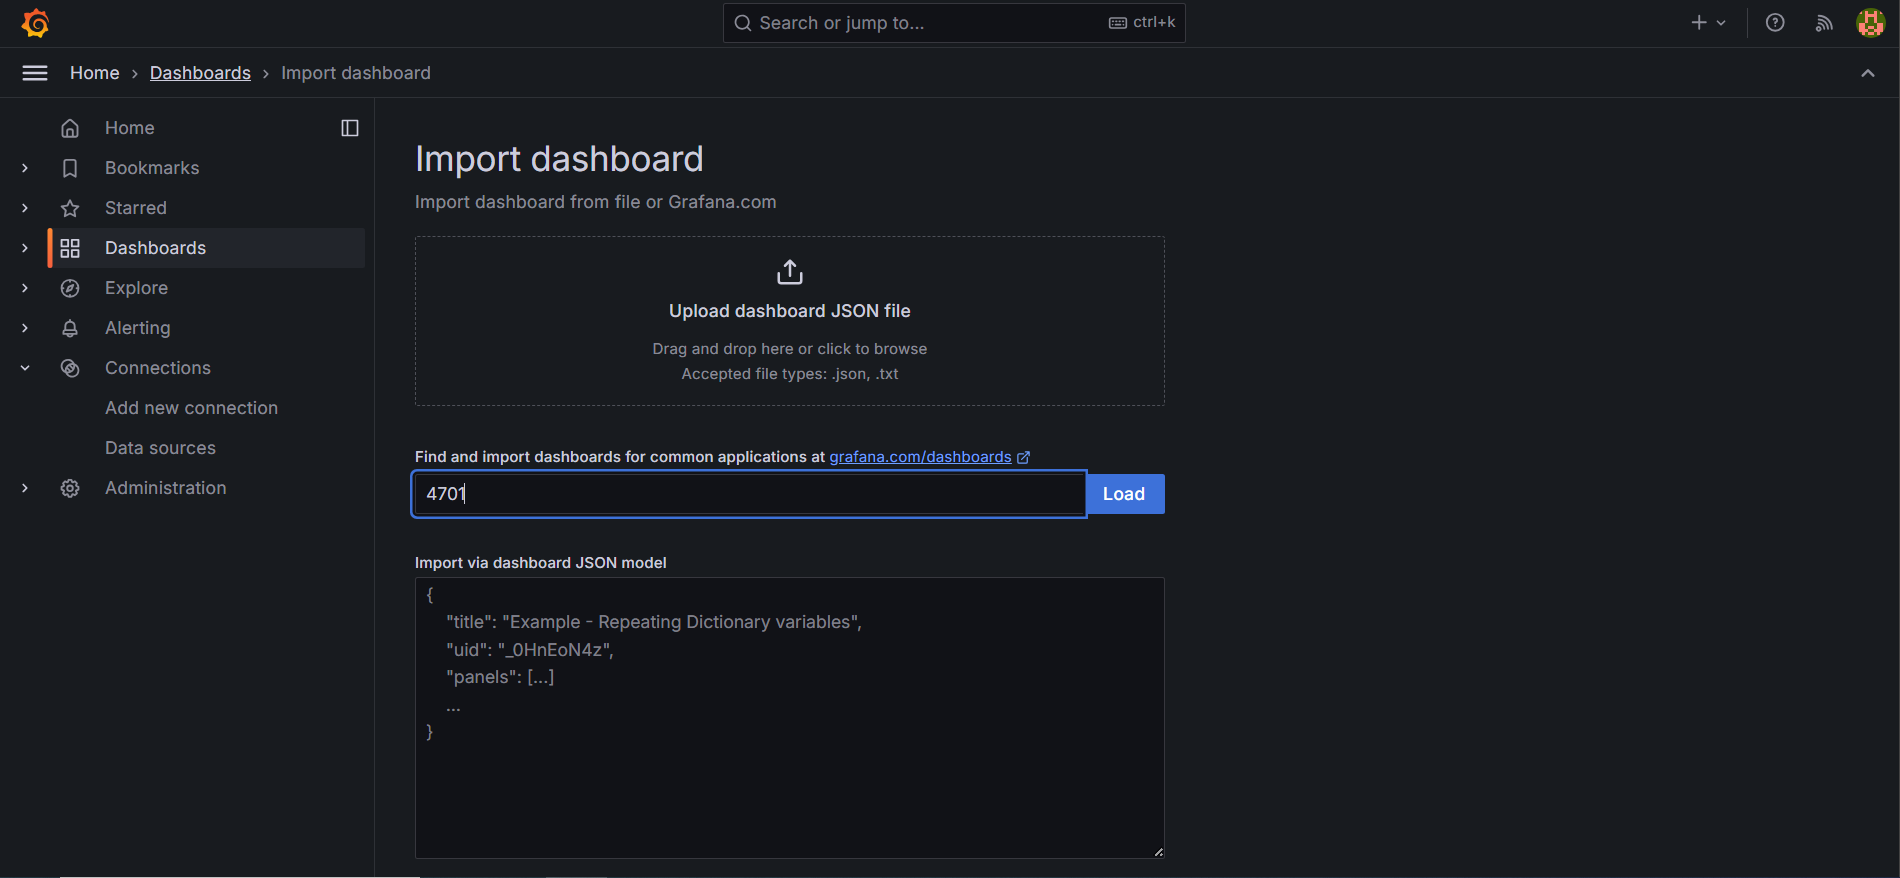 Search or jump to...
ctrl+k
Home › Dashboards › Import dashboard
Home
Bookmarks
Starred
Dashboards
Explore
Alerting
Connections
Add new connection
Data sources
Administration
Import dashboard
Import dashboard from file or Grafana.com
Upload dashboard JSON file
Drag and drop here or click to browse
Accepted file types: .json, .txt
Find and import dashboards for common applications at grafana.com/dashboards
4701
Load
Import via dashboard JSON model
{
"title": "Example - Repeating Dictionary variables",
"uid": "_0HnEoN4z",
"panels": [...]
...
}